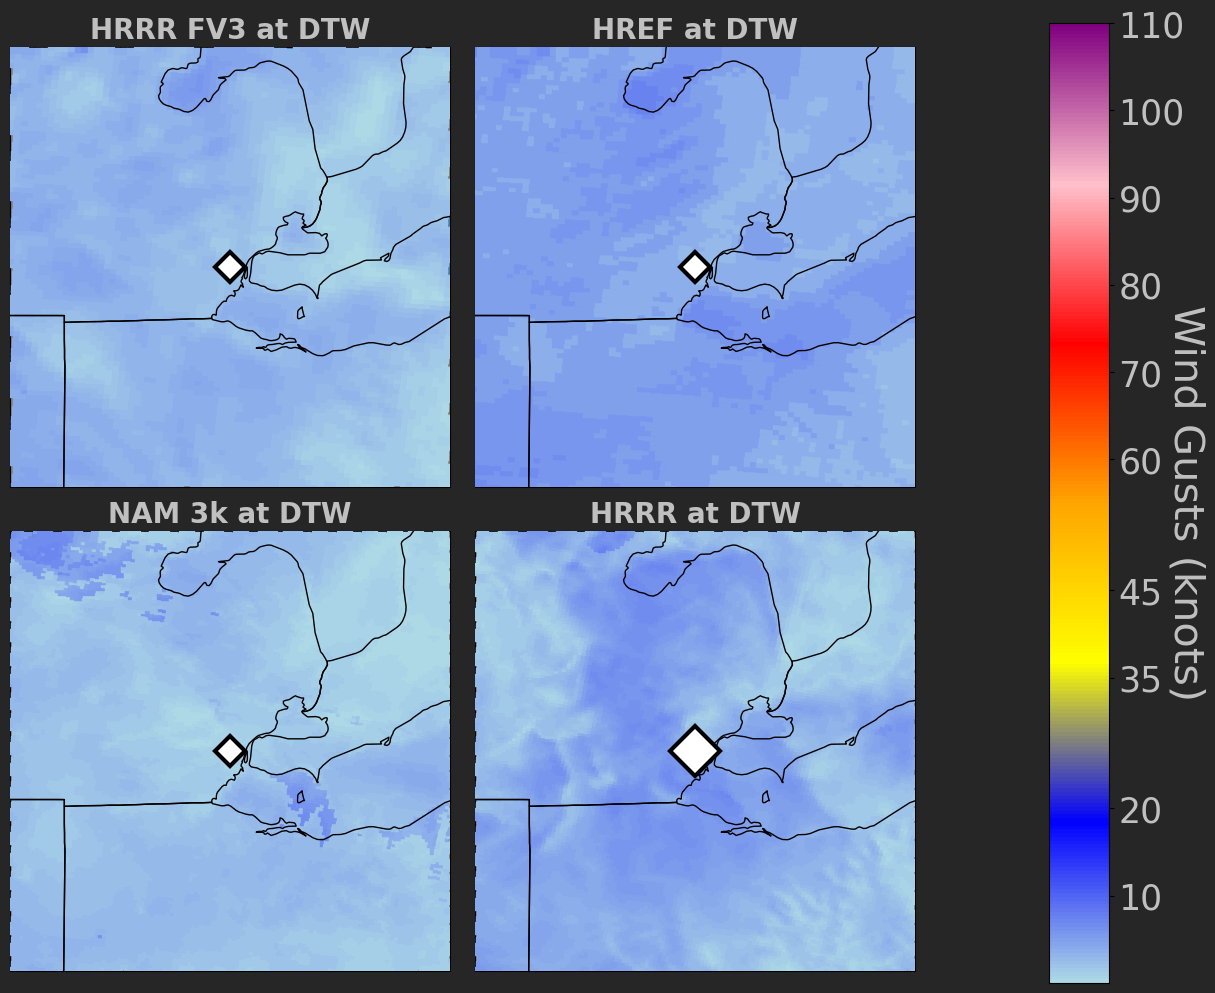 HRRR FV3 at DTW
HREF at DTW
NAM 3k at DTW
HRRR at DTW
110
100
90
80
70
60
45
35
20
10
Wind Gusts (knots)